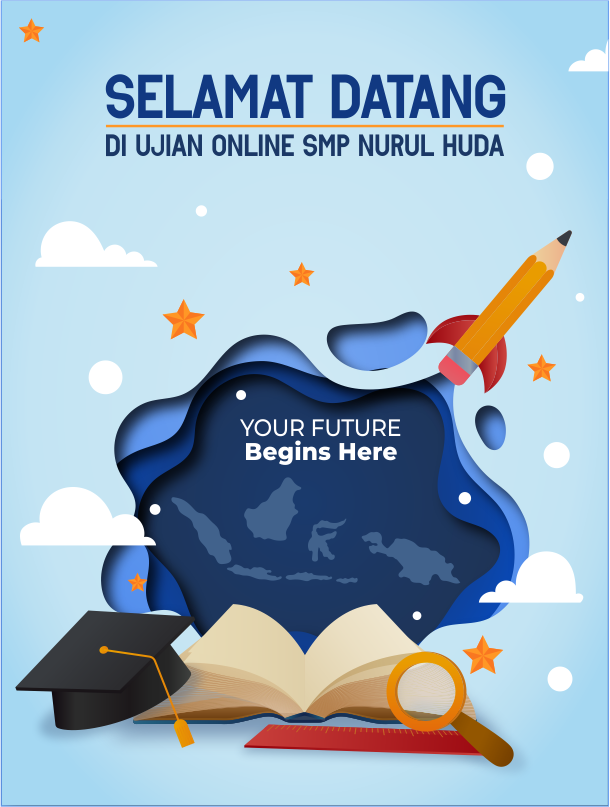 SELAMAT DATANG
DI UJIAN ONLINE SMP NURUL HUDA
YOUR FUTURE
Begins Here